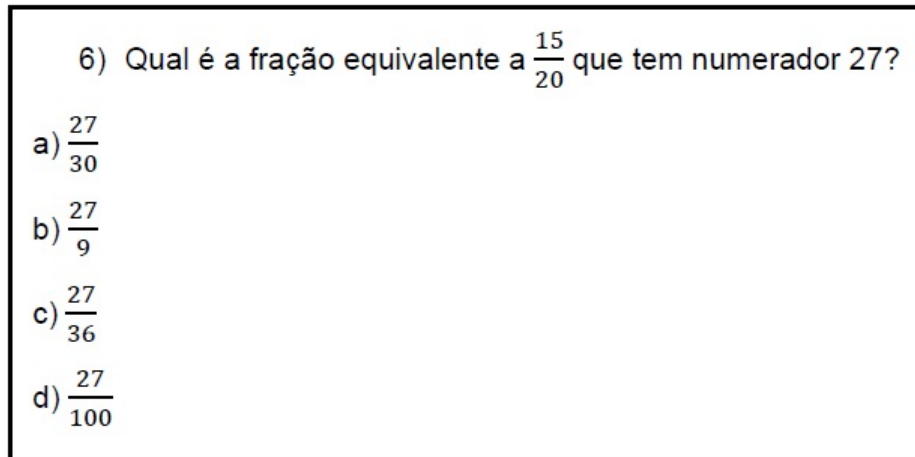 6) Qual é a fração equivalente a 15/20 que tem numerador 27?
a) 27/30
b) 27/9
c) 27/36
d) 27/100